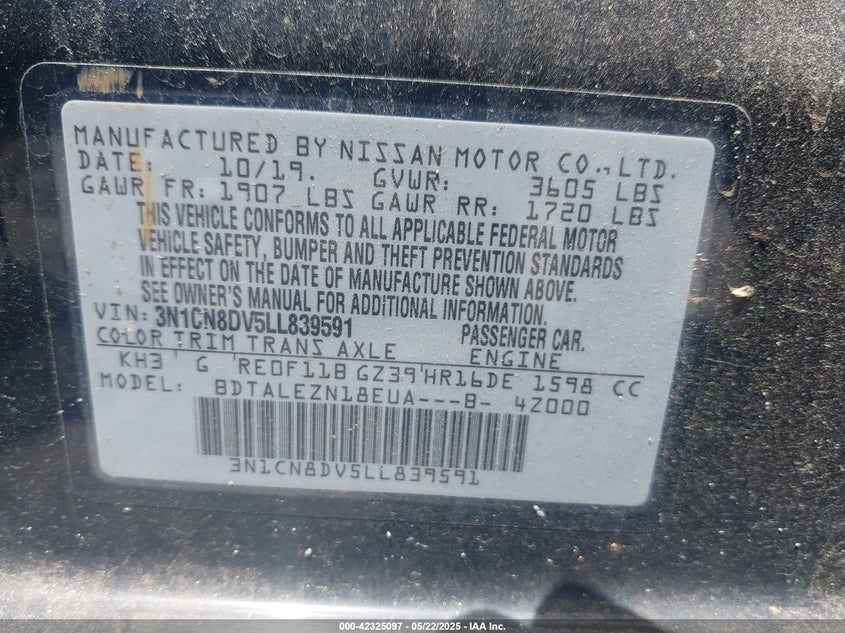 MANUFACTURED BY NISSAN MOTOR CO., LTD.
DATE: 10/19. GVWR: 3605 LBS
GAWR FR: 1907 LBS GAWR RR: 1720 LBS
THIS VEHICLE CONFORMS TO ALL APPLICABLE FEDERAL MOTOR
VEHICLE SAFETY, BUMPER AND THEFT PREVENTION STANDARDS
IN EFFECT ON THE DATE OF MANUFACTURE SHOWN ABOVE.
SEE OWNER'S MANUAL FOR ADDITIONAL INFORMATION.
VIN: 3N1CN8DV5LL839591 PASSENGER CAR.
COLOR TRIM TRANS AXLE ENGINE
KH3 ' G 'RE0F11B GZ39'HR16DE 1598 CC
MODEL: BDTALEZN18EUA---B- 4Z000
3N1CN8DV5LL839591
000-42325097 - 05/22/2025 - IAA Inc.